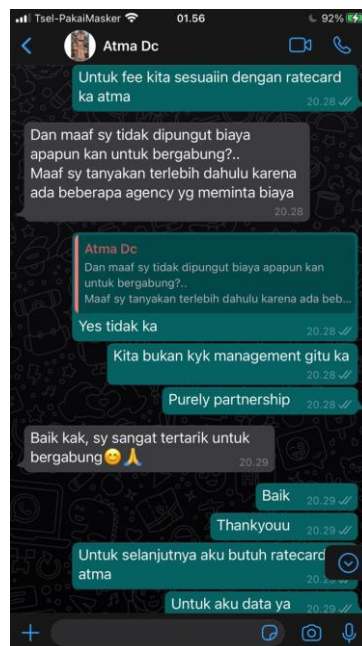 Tsel-PakaiMasker 01.56 92%
Atma Dc
Untuk fee kita sesuaiin dengan ratecard
ka atma
20.28
Dan maaf sy tidak dipungut biaya
apapun kan untuk bergabung?..
Maaf sy tanyakan terlebih dahulu karena
ada beberapa agency yg meminta biaya
20.28
Atma Dc
Dan maaf sy tidak dipungut biaya apapun kan
untuk bergabung?..
Maaf sy tanyakan terlebih dahulu karena ada beb...
Yes tidak ka
20.28
Kita bukan kyk management gitu ka
20.28
Purely partnership 20.28
Baik kak, sy sangat tertarik untuk
bergabung😊🙏
20.29
Baik 20.29
Thankyouu 20.29
Untuk selanjutnya aku butuh ratecard
atma
Untuk aku data ya 20.29